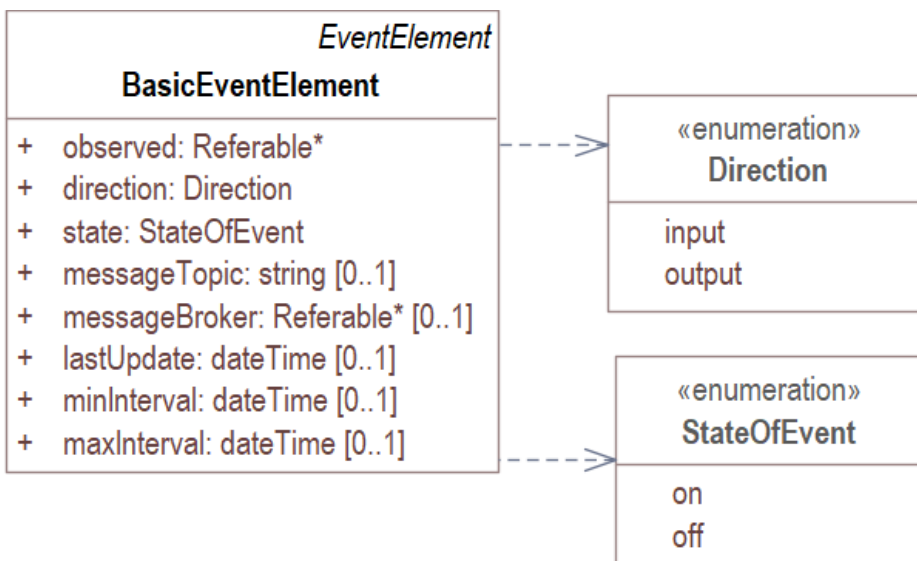 EventElement
BasicEventElement
+ observed: Referable*
+ direction: Direction
+ state: StateOfEvent
+ messageTopic: string [0..1]
+ messageBroker: Referable* [0..1]
+ lastUpdate: dateTime [0..1]
+ minInterval: dateTime [0..1]
+ maxInterval: dateTime [0..1]
«enumeration»
Direction
input
output
«enumeration»
StateOfEvent
on
off